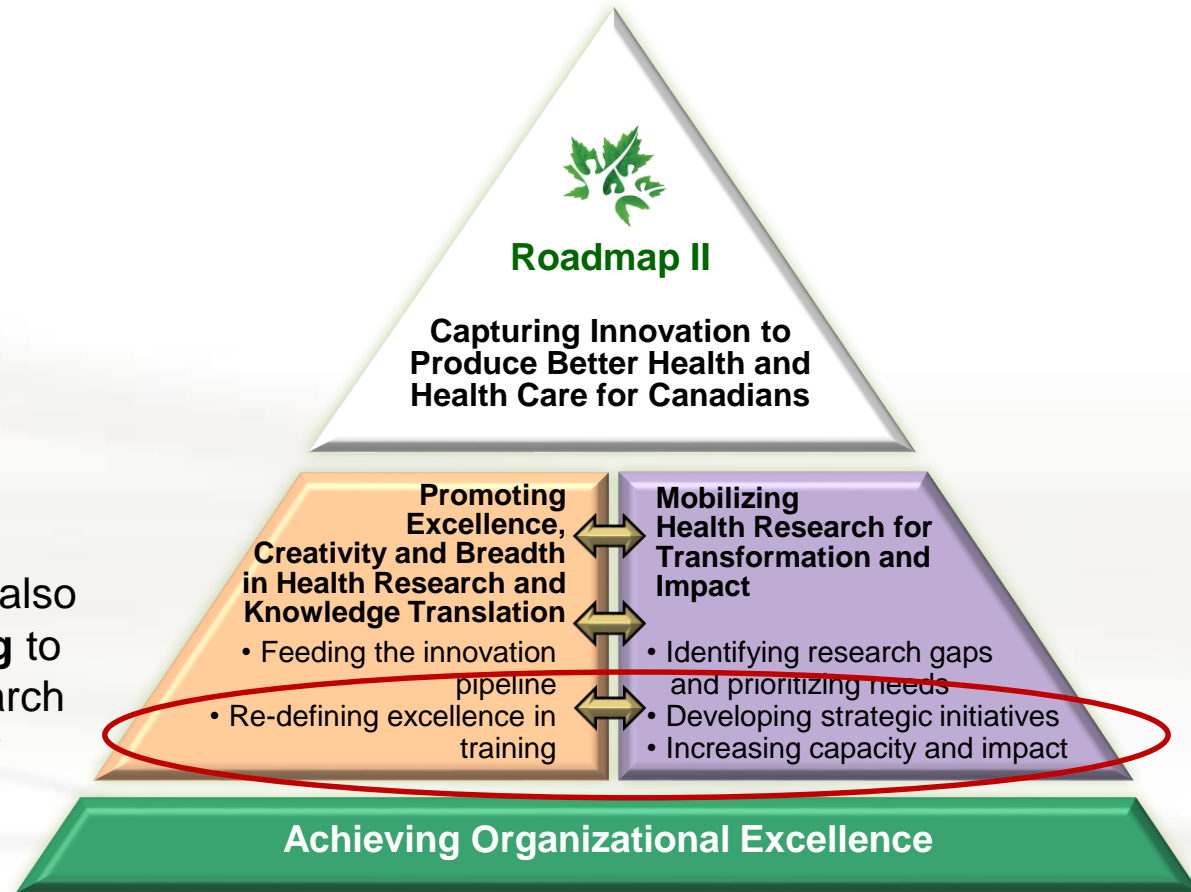 Roadmap II
Capturing Innovation to
Produce Better Health and
Health Care for Canadians
Promoting
Excellence,
Creativity and Breadth
in Health Research and
Knowledge Translation
• Feeding the innovation
pipeline
• Re-defining excellence in
training
Mobilizing
Health Research for
Transformation and
Impact
• Identifying research gaps
and prioritizing needs
• Developing strategic initiatives
• Increasing capacity and impact
also
to
Achieving Organizational Excellence